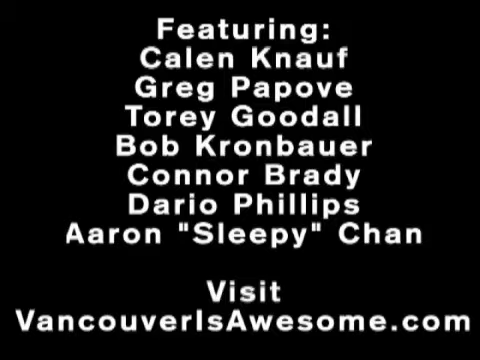 Featuring:
Calen Knauf
Greg Papove
Torey Goodall
Bob Kronbauer
Connor Brady
Dario Phillips
Aaron "Sleepy" Chan
Visit
VancouverIsAwesome.com